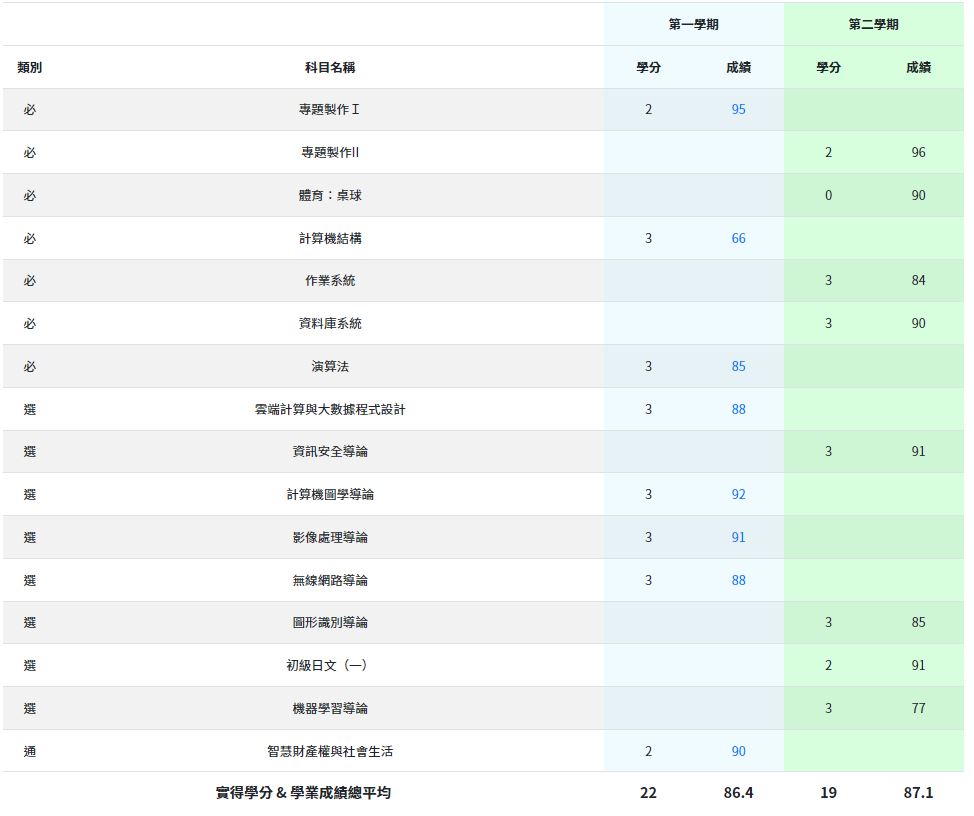 第一學期 第二學期
類別 科目名稱 學分 成績 學分 成績
必 專題製作Ｉ 2 95
必 專題製作II 2 96
必 體育：桌球 0 90
必 計算機結構 3 66
必 作業系統 3 84
必 資料庫系統 3 90
必 演算法 3 85
選 雲端計算與大數據程式設計 3 88
選 資訊安全導論 3 91
選 計算機圖學導論 3 92
選 影像處理導論 3 91
選 無線網路導論 3 88
選 圖形識別導論 3 85
選 初級日文（一） 2 91
選 機器學習導論 3 77
通 智慧財產權與社會生活 2 90
實得學分 & 學業成績總平均 22 86.4 19 87.1